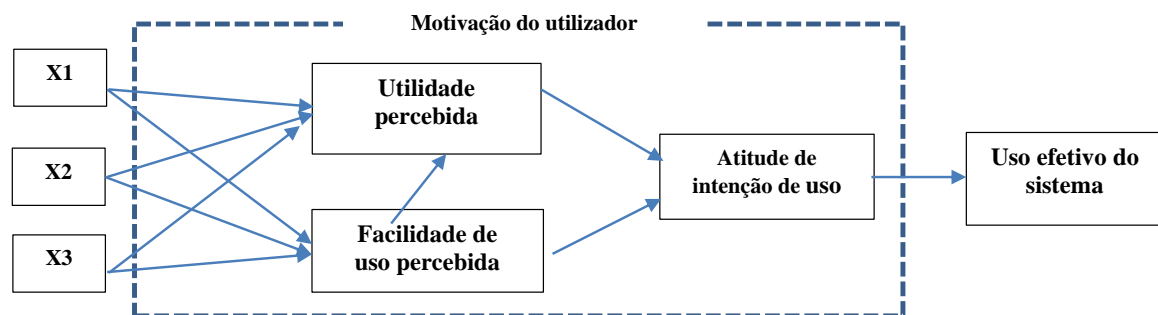 Motivação do utilizador
X1
X2
X3
Utilidade
percebida
Facilidade de
uso percebida
Atitude de
intenção de uso
Uso efetivo do
sistema